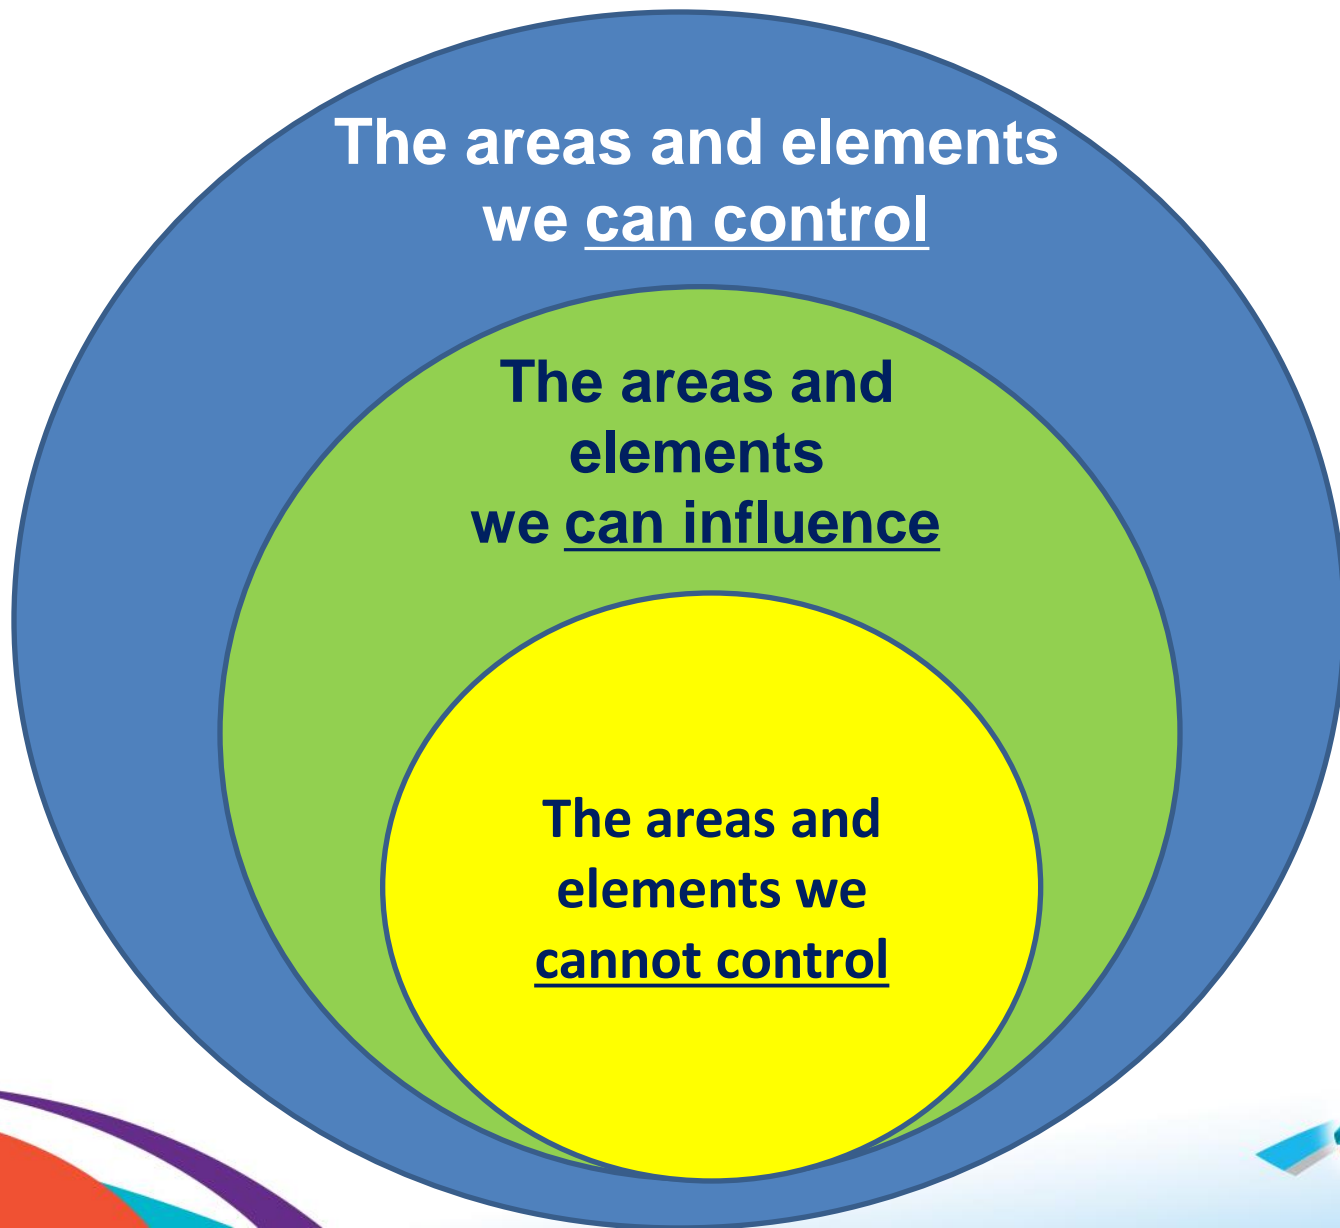 The areas and elements
we can control
The areas and
elements
we can influence
The areas and
elements we
cannot control